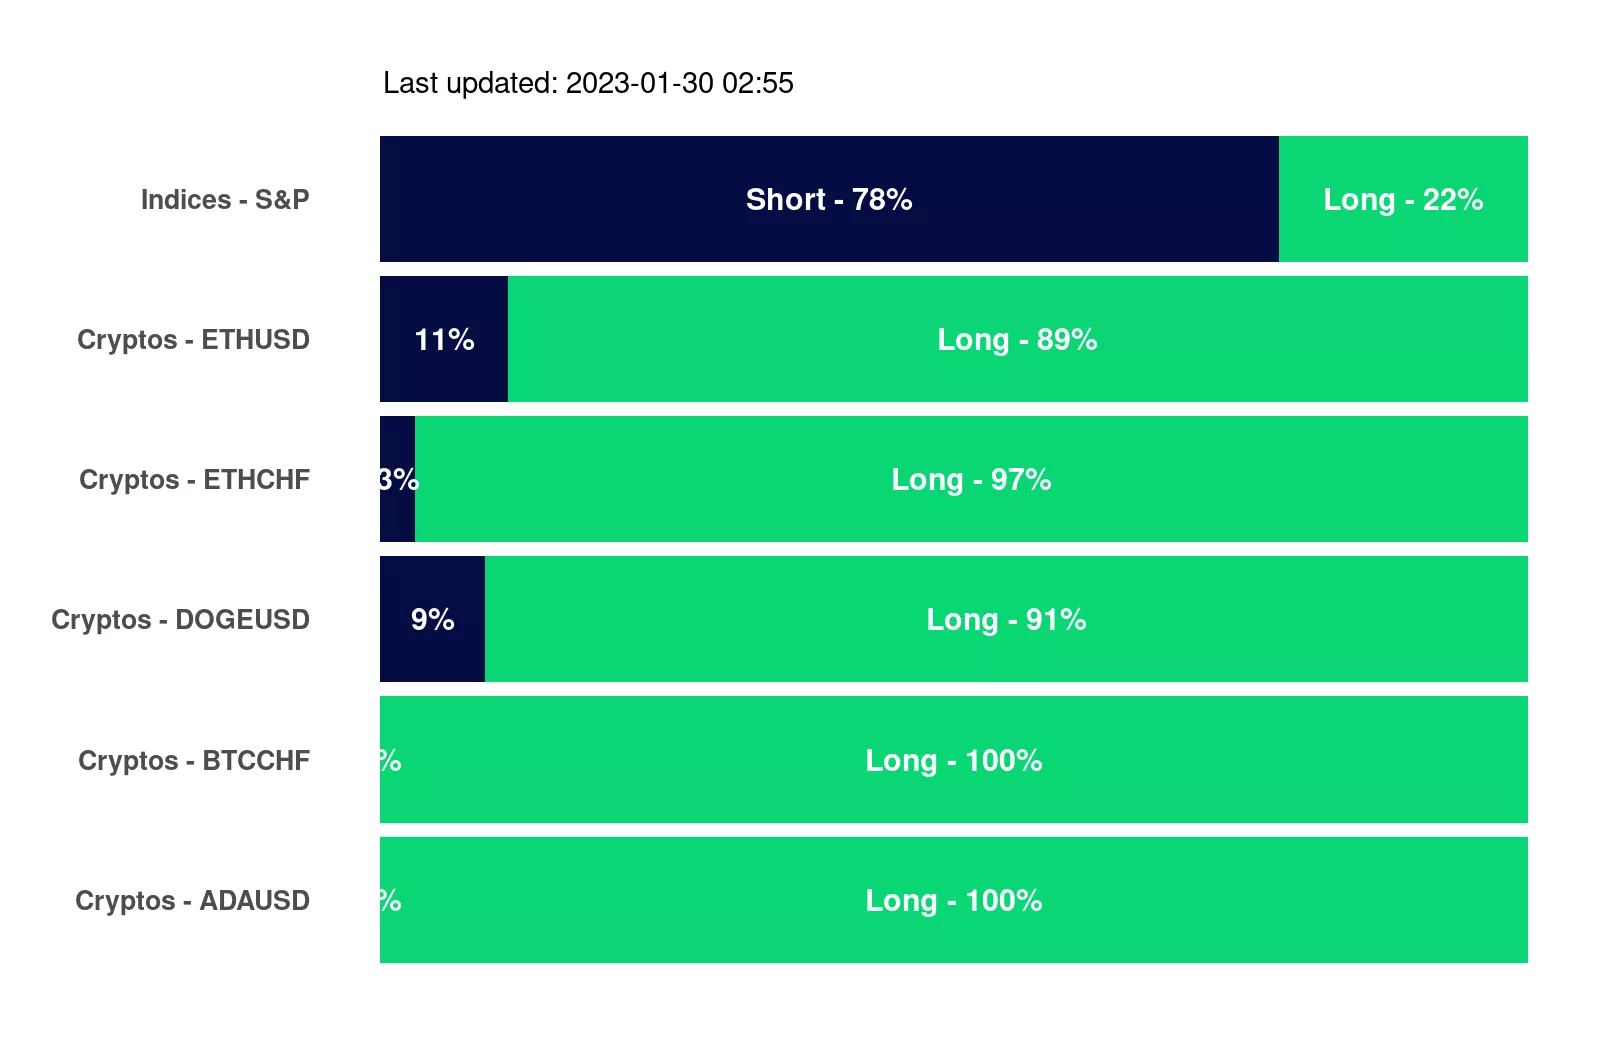 Last updated: 2023-01-30 02:55
Indices - S&P Short - 78% Long - 22%
Cryptos - ETHUSD 11% Long - 89%
Cryptos - ETHCHF 3% Long - 97%
Cryptos - DOGEUSD 9% Long - 91%
Cryptos - BTCCHF % Long - 100%
Cryptos - ADAUSD % Long - 100%